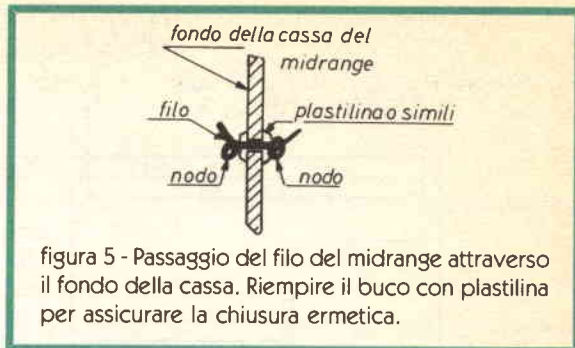 fondo della cassa del
midrange
filo
plastilina o simili
nodo
nodo
figura 5 - Passaggio del filo del midrange attraverso
il fondo della cassa. Riempire il buco con plastilina
per assicurare la chiusura ermetica.